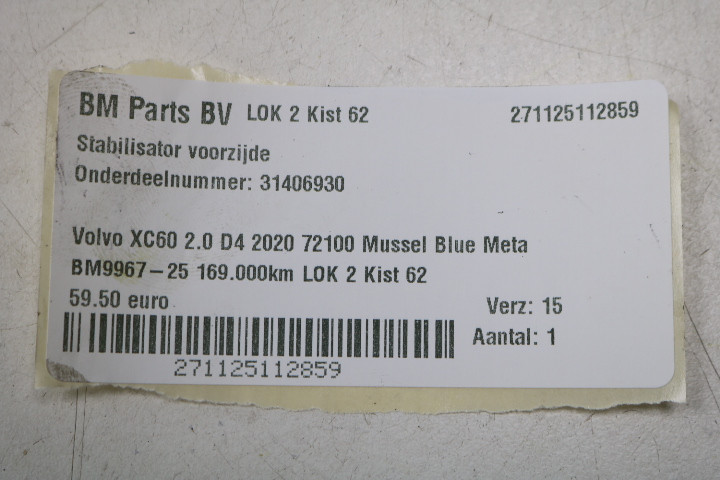 BM Parts BV LOK 2 Kist 62 271125112859
Stabilisator voorzijde
Onderdeelnummer: 31406930
Volvo XC60 2.0 D4 2020 72100 Mussel Blue Meta
BM9967-25 169.000km LOK 2 Kist 62
59.50 euro Verz: 15
Aantal: 1
271125112859